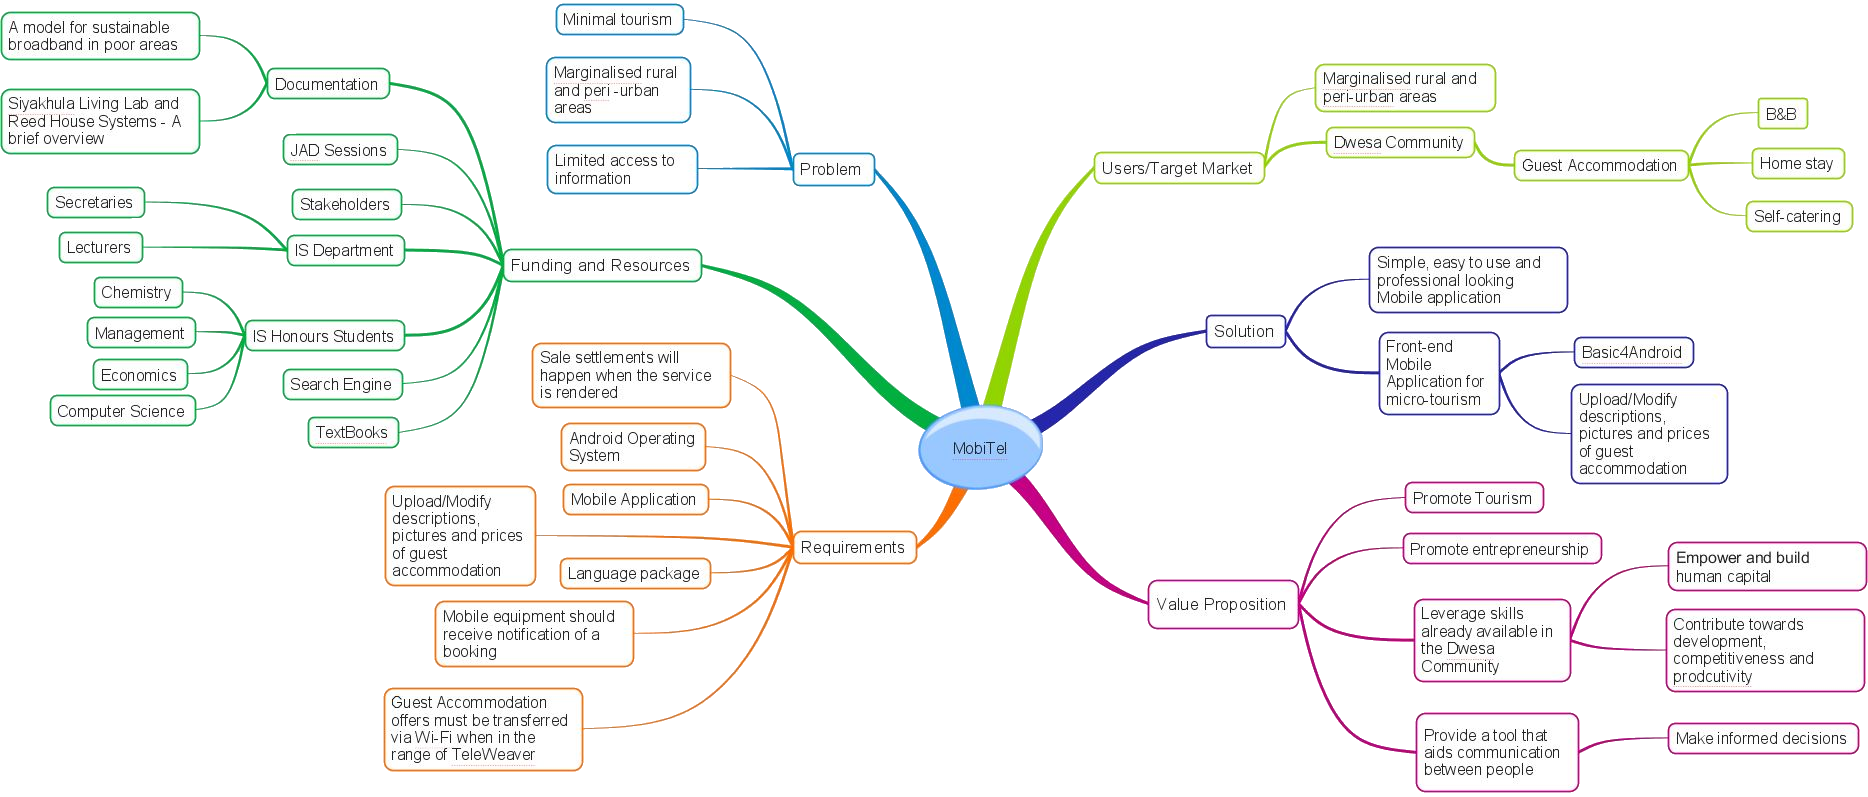 A model for sustainable
broadband in poor areas
Siyakhula Living Lab and
Reed House Systems - A
brief overview
Documentation
JAD Sessions
Stakeholders
Secretaries
Lecturers
IS Department
Chemistry
Management
Economics
Computer Science
IS Honours Students
Search Engine
TextBooks
Funding and Resources
Minimal tourism
Marginalised rural
and peri -urban
areas
Limited access to
information
Problem
Sale settlements will
happen when the service
is rendered
Android Operating
System
Mobile Application
Upload/Modify
descriptions,
pictures and prices
of guest
accommodation
Language package
Mobile equipment should
receive notification of a
booking
Guest Accommodation
offers must be transferred
via Wi-Fi when in the
range of TeleWeaver
Requirements
MobiTel
Users/Target Market
Marginalised rural and
peri-urban areas
Dwesa Community
Guest Accommodation
B&B
Home stay
Self-catering
Solution
Simple, easy to use and
professional looking
Mobile application
Front-end
Mobile
Application for
micro-tourism
Basic4Android
Upload/Modify
descriptions,
pictures and prices
of guest
accommodation
Value Proposition
Promote Tourism
Promote entrepreneurship
Leverage skills
already available in
the Dwesa
Community
Empower and build
human capital
Contribute towards
development,
competitiveness and
prodcutivity
Provide a tool that
aids communication
between people
Make informed decisions